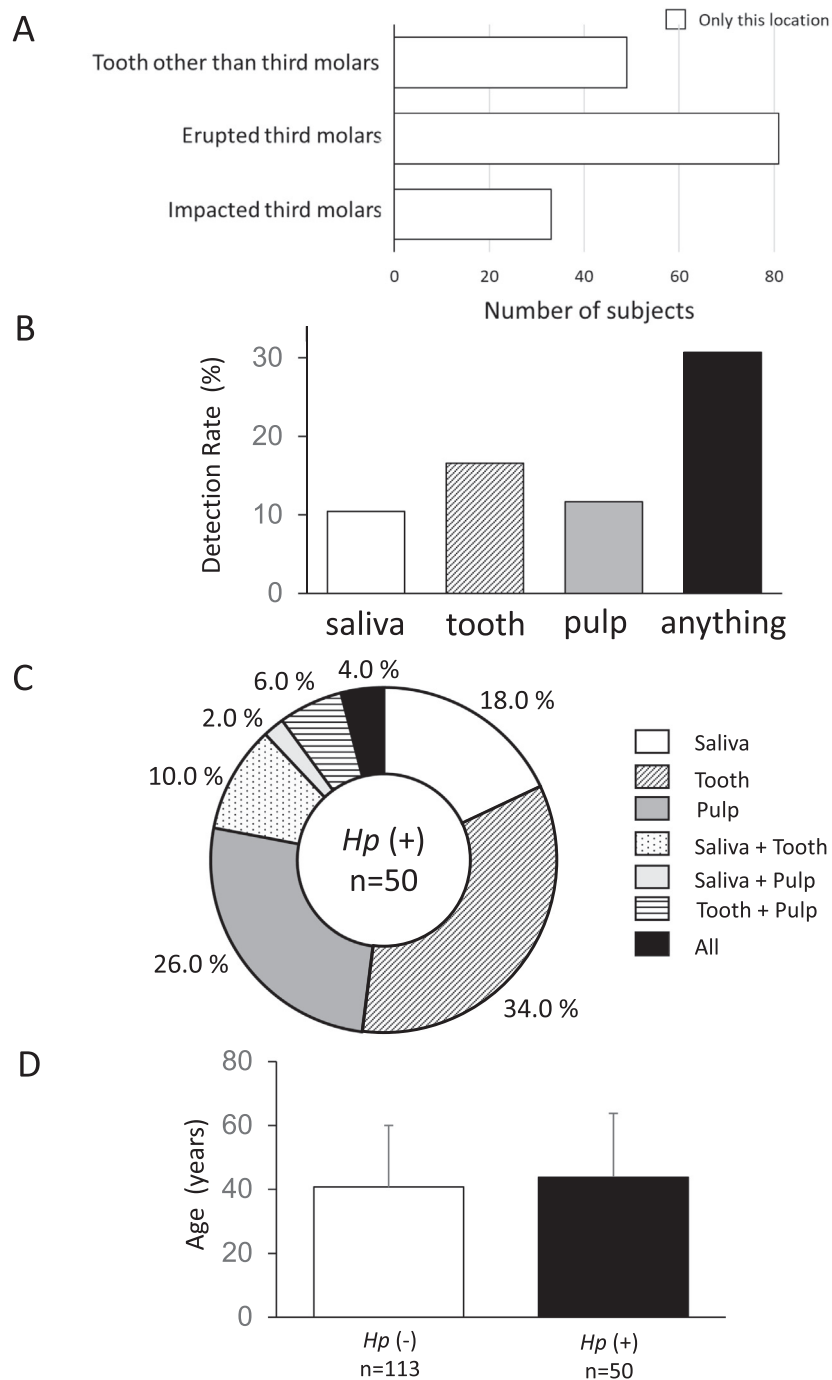 A
Only this location
Tooth other than third molars
Erupted third molars
Impacted third molars
0 20 40 60 80
Number of subjects
B
Detection Rate (%)
30
20
10
0
saliva tooth pulp anything
C
4.0 %
6.0 %
2.0 %
10.0 %
18.0 %
26.0 %
34.0 %
Hp (+)
n=50
Saliva
Tooth
Pulp
Saliva + Tooth
Saliva + Pulp
Tooth + Pulp
All
D
Age (years)
80
60
40
20
0
Hp (-)
n=113
Hp (+)
n=50